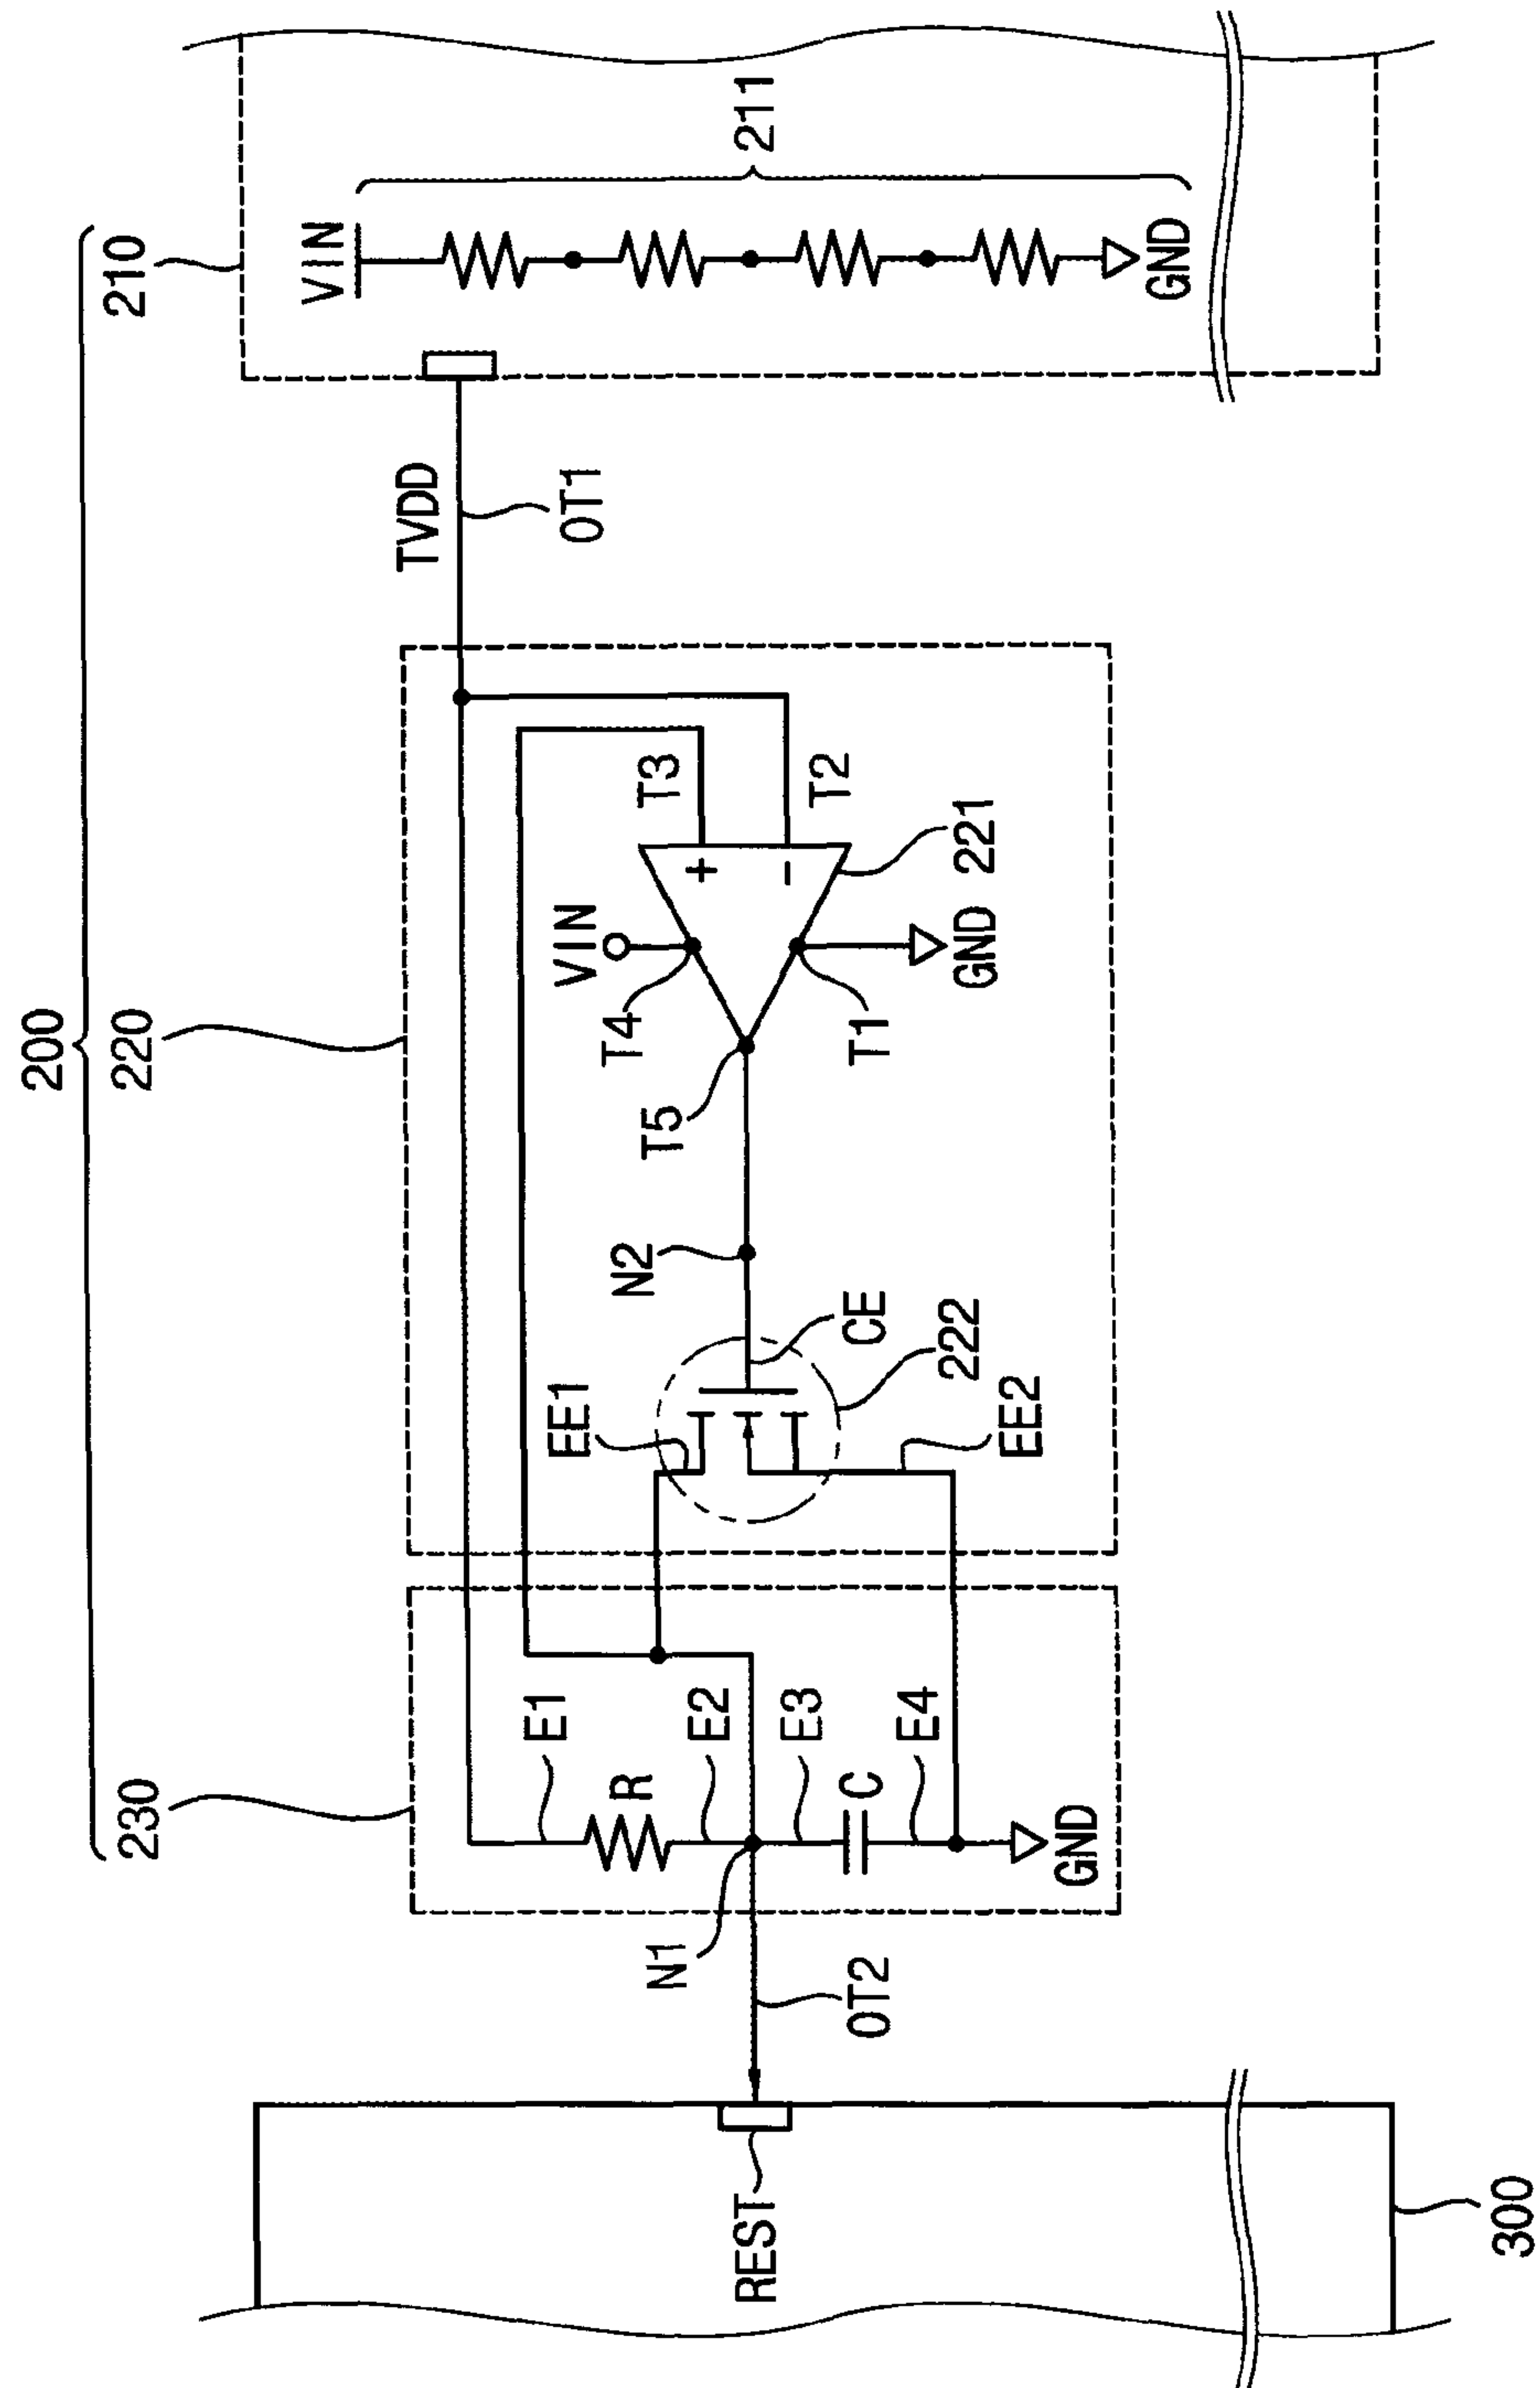 200
210
220
230
VIN
211
GND
TVDD
OT1
T3
T2
VIN
T4
221
GND
T1
T5
N2
CE
222
EE1
EE2
E1
R
E2
E3
C
E4
GND
N1
OT2
REST
300
+
-